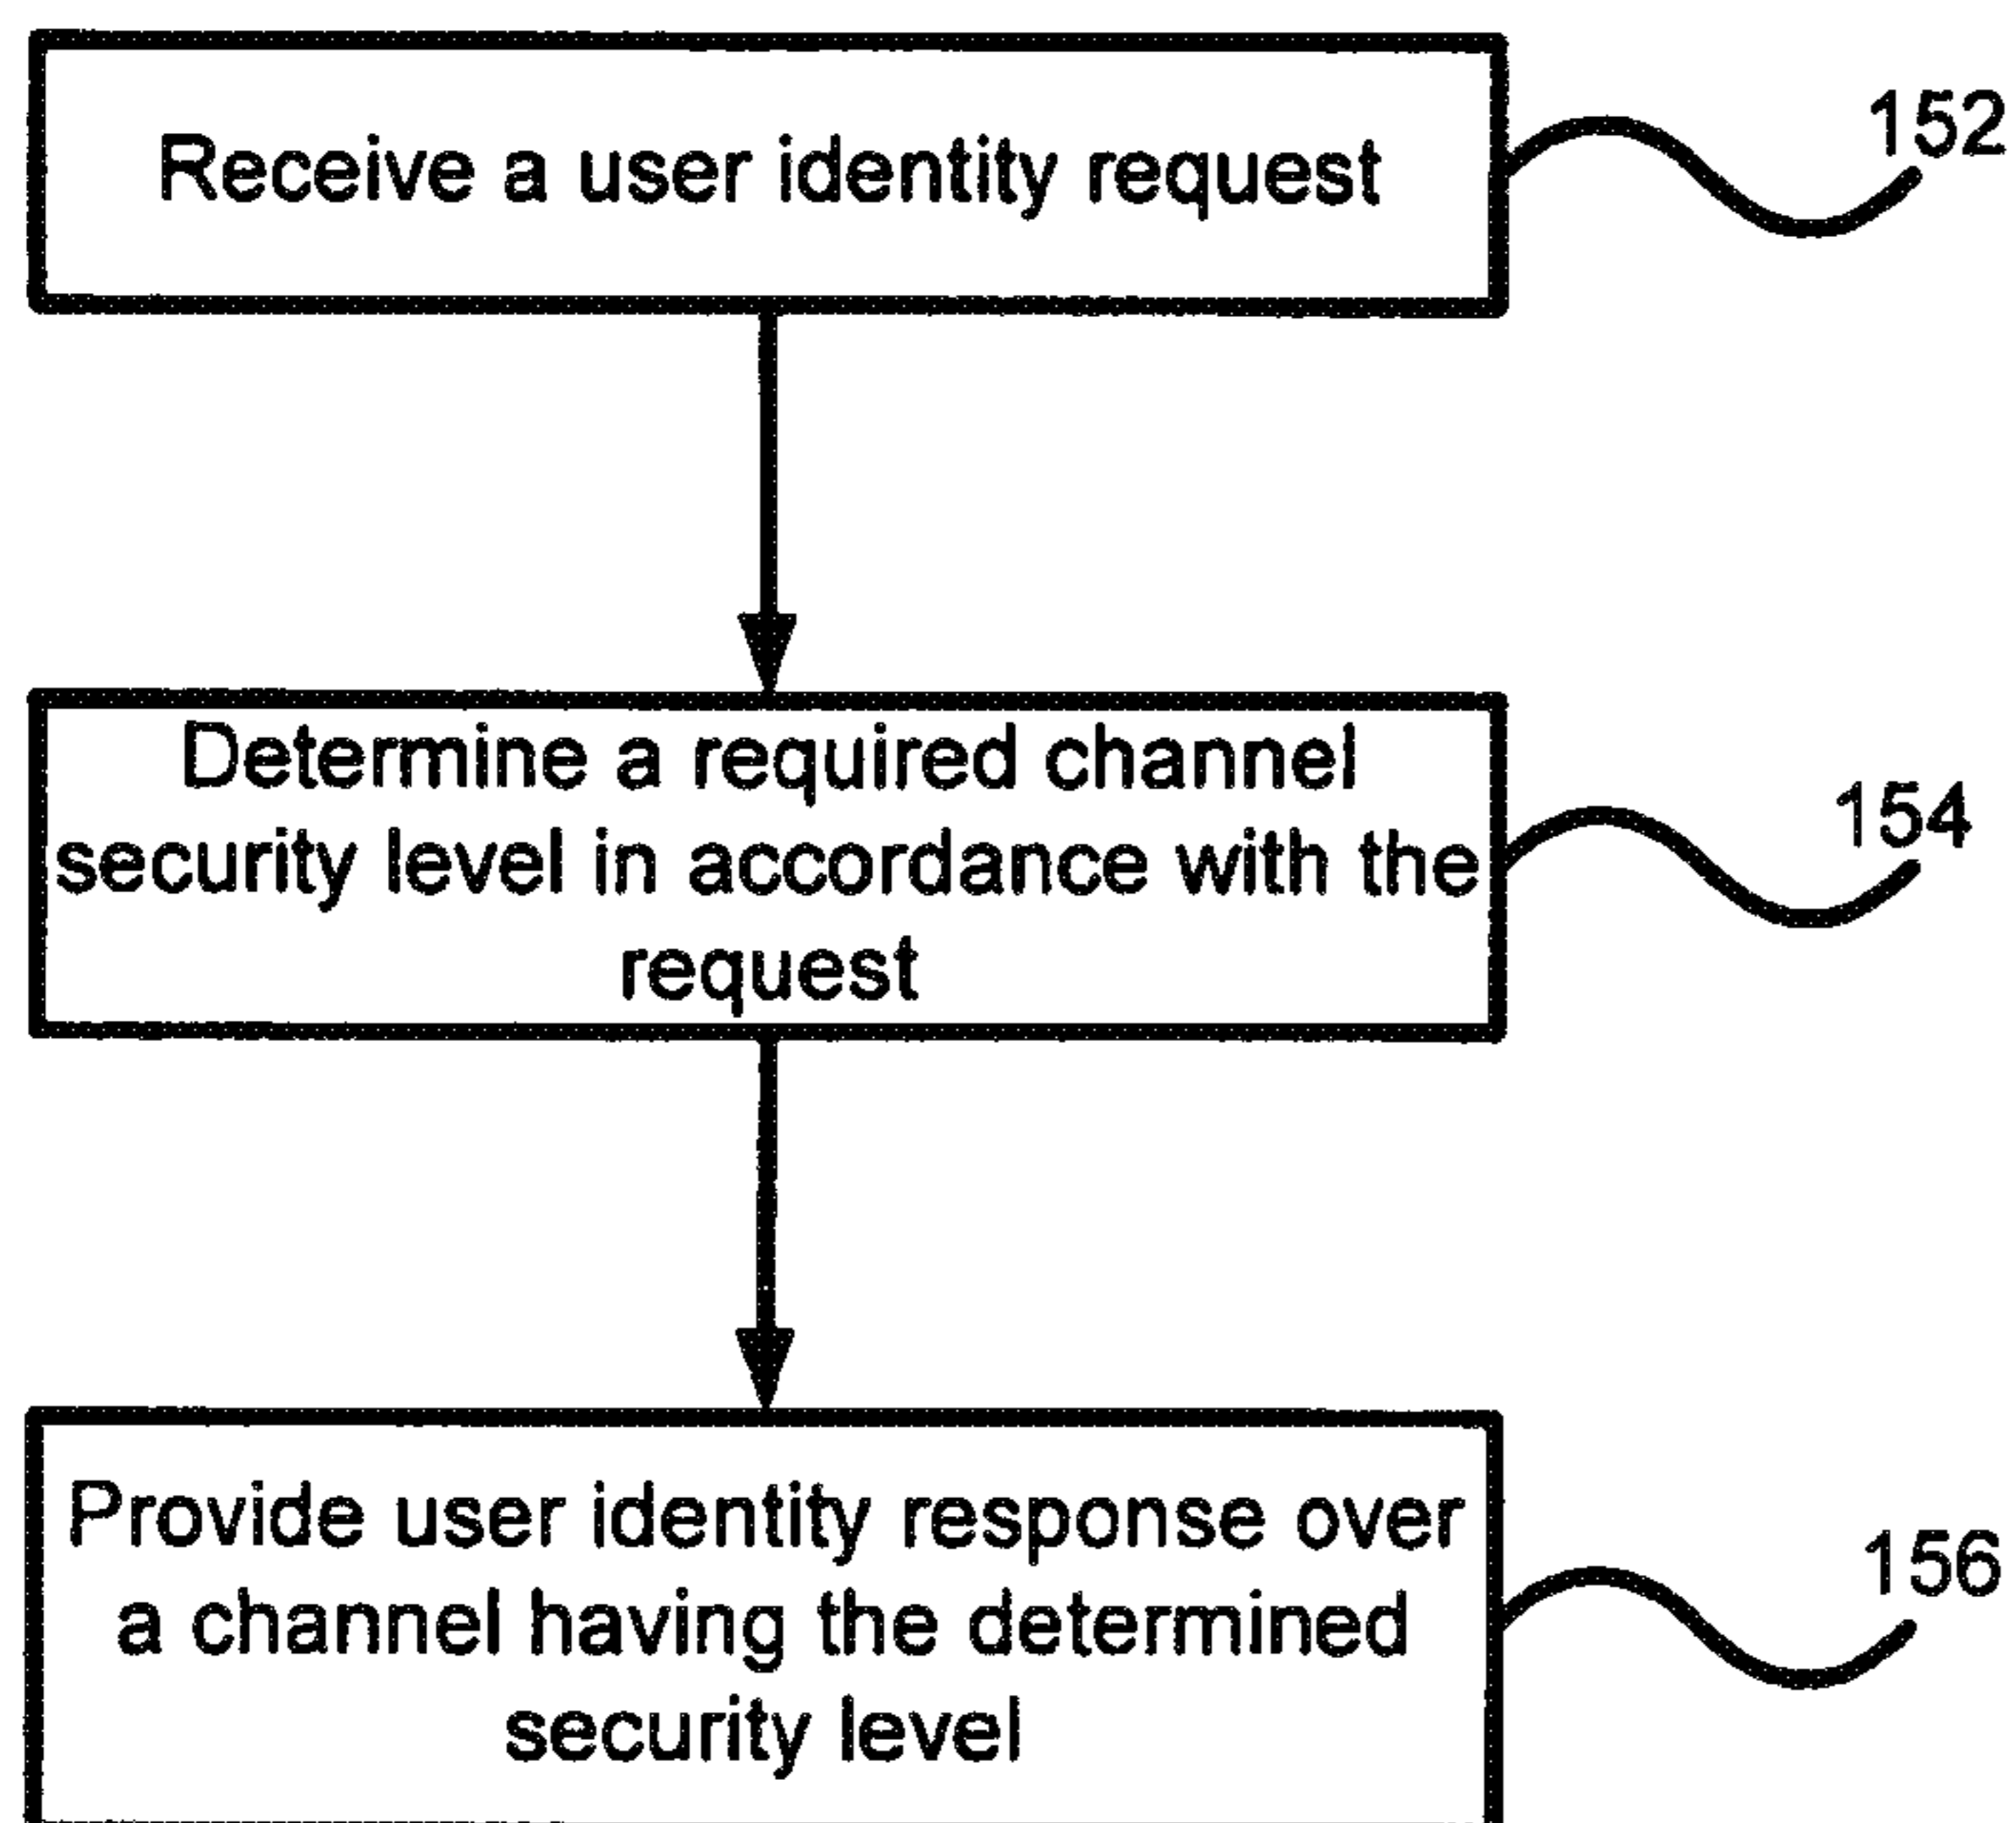 Receive a user identity request
152
Determine a required channel
security level in accordance with the
request
154
Provide user identity response over
a channel having the determined
security level
156